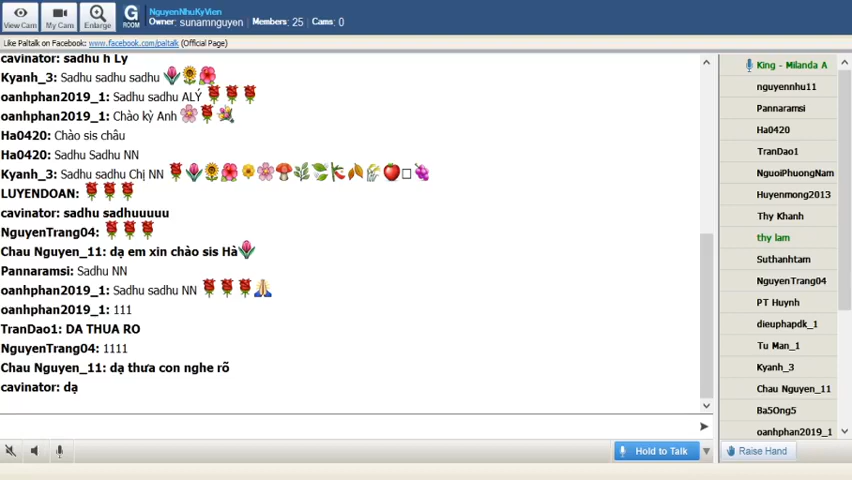 NguyenNhuKyVien
Owner: sunamnguyen Members: 25 Cams: 0
View Cam My Cam Enlarge G ROOM
Like Paltalk on Facebook: www.facebook.com/paltalk (Official Page)
cavinator: sadhu h Ly
Kyanh_3: Sadhu sadhu sadhu
oanhphan2019_1: Sadhu sadhu ALÝ
oanhphan2019_1: Chào kỳ Anh
Ha0420: Chào sis châu
Ha0420: Sadhu Sadhu NN
Kyanh_3: Sadhu sadhu Chị NN
LUYENDOAN:
cavinator: sadhu sadhuuuuu
NguyenTrang04:
Chau Nguyen_11: dạ em xin chào sis Hà
Pannaramsi: Sadhu NN
oanhphan2019_1: Sadhu sadhu NN
oanhphan2019_1: 111
TranDao1: DA THUA RO
NguyenTrang04: 1111
Chau Nguyen_11: dạ thưa con nghe rõ
cavinator: dạ
Hold to Talk
King - Milanda A
nguyennhu11
Pannaramsi
Ha0420
TranDao1
NguoiPhuongNam
Huyenmong2013
Thy Khanh
thy lam
Suthanhtam
NguyenTrang04
PT Huynh
dieuphapdk_1
Tu Man_1
Kyanh_3
Chau Nguyen_11
Ba5Ong5
oanhphan2019_1
Raise Hand